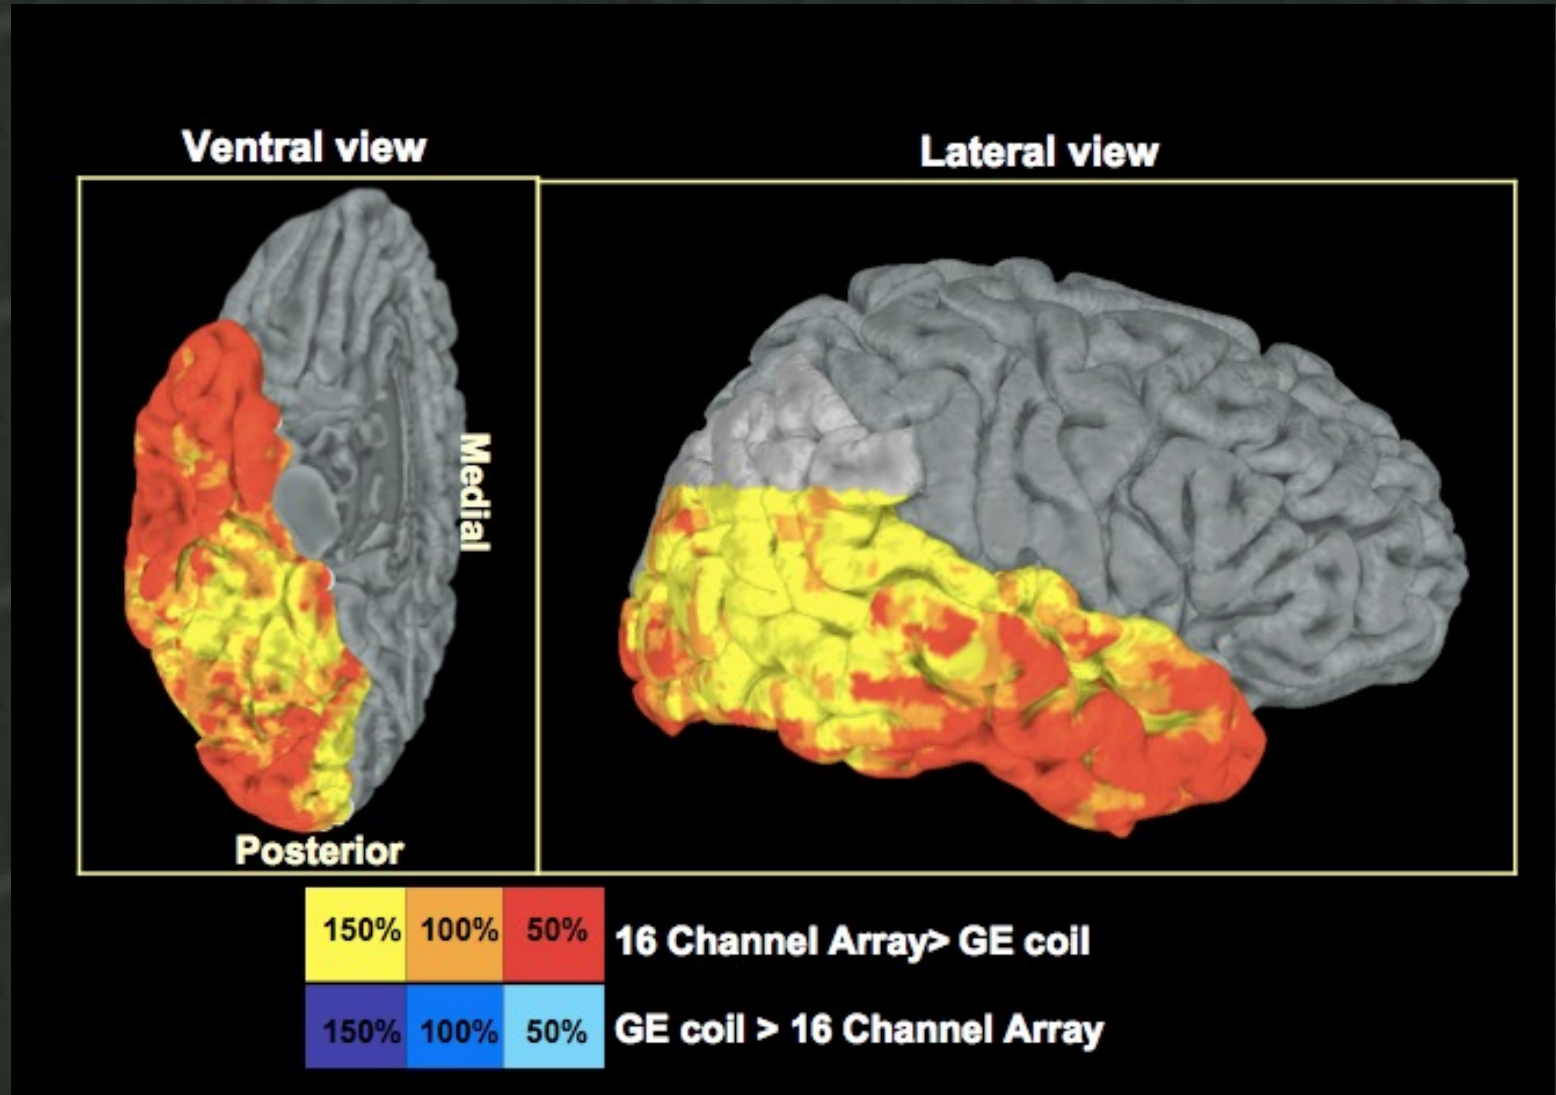 Ventral view
Lateral view
Medial
Posterior
150% 100% 50% 16 Channel Array> GE coil
150% 100% 50% GE coil > 16 Channel Array